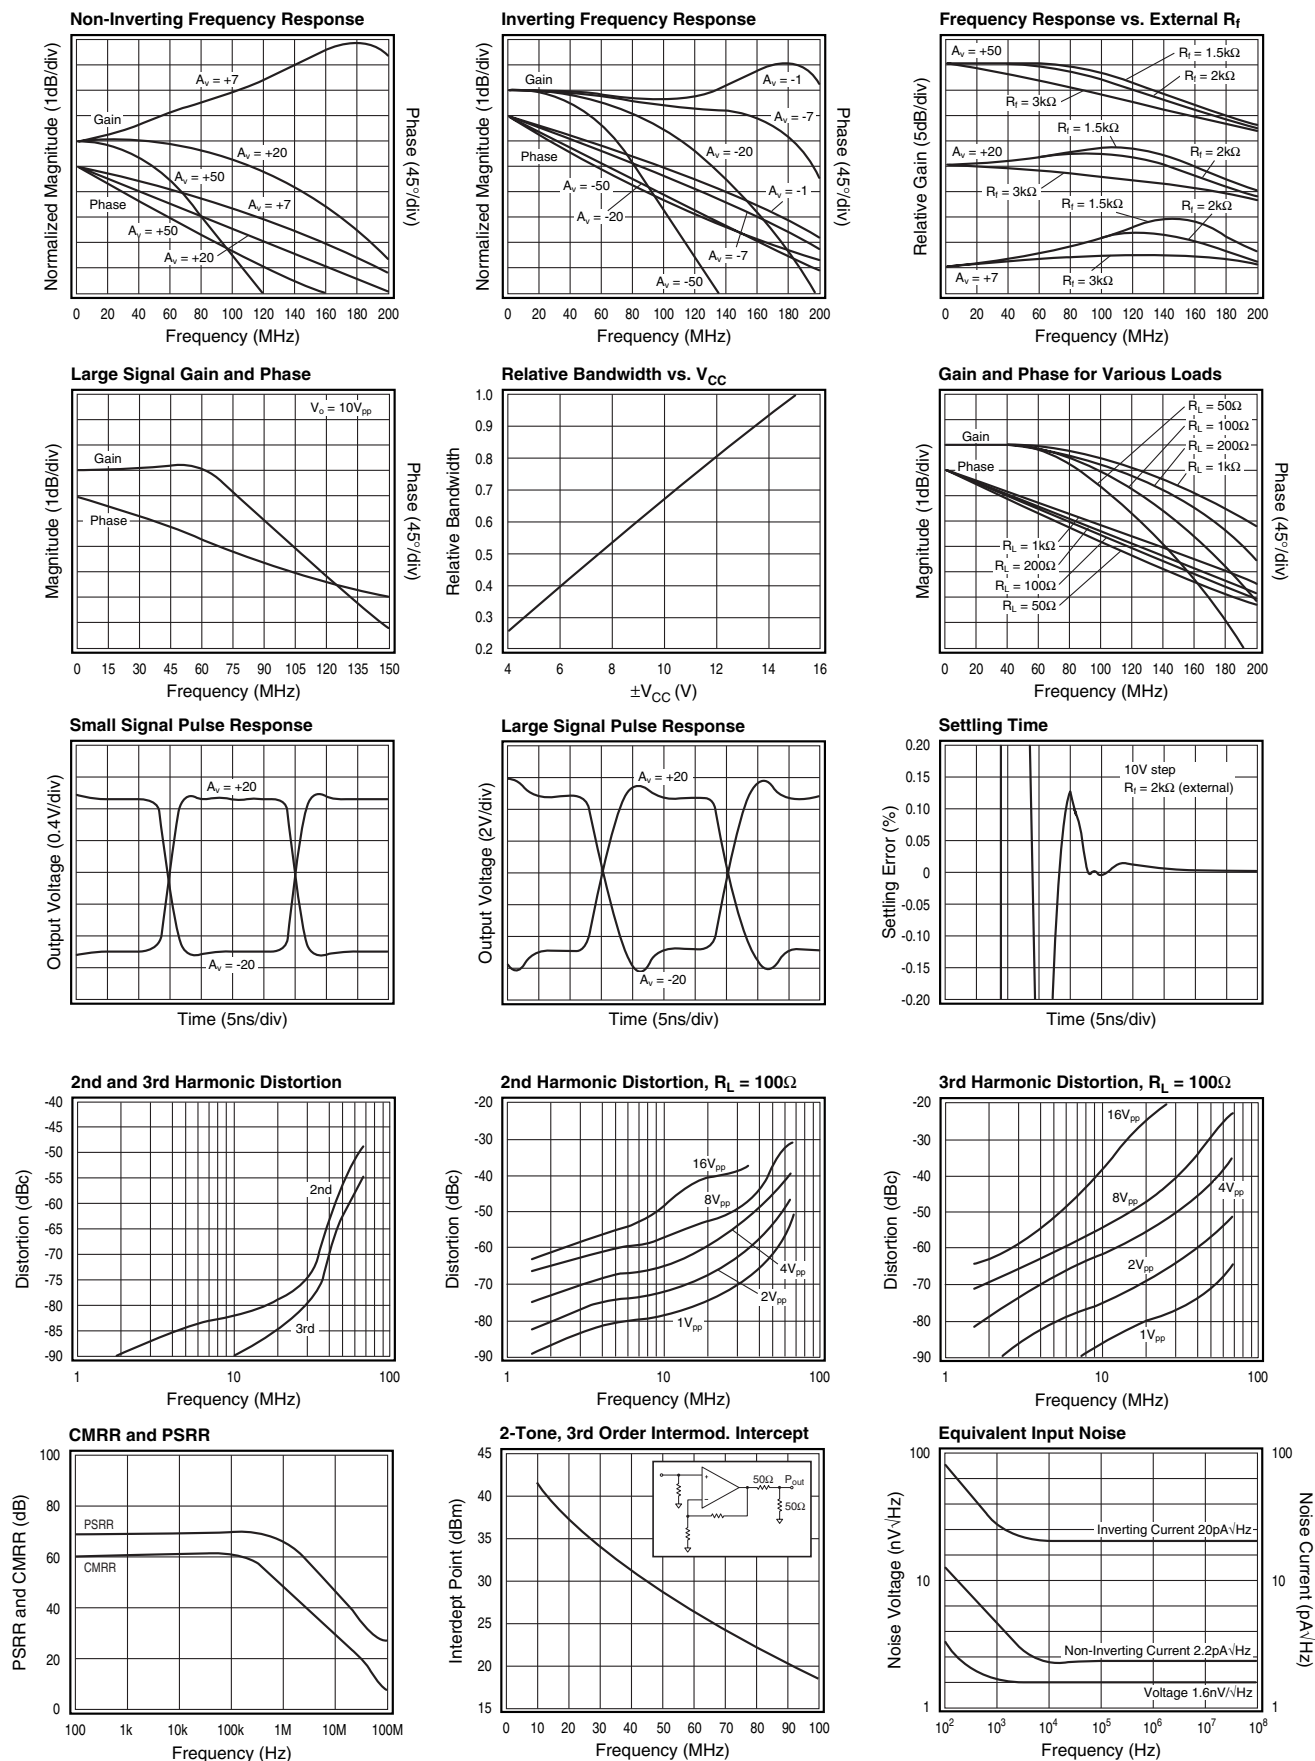 Non-Inverting Frequency Response
Normalized Magnitude (1dB/div)
Phase (45°/div)
Gain
Phase
Av = +7
Av = +20
Av = +50
Av = +7
Av = +50
Av = +20
0 20 40 60 80 100 120 140 160 180 200
Frequency (MHz)
Inverting Frequency Response
Normalized Magnitude (1dB/div)
Phase (45°/div)
Gain
Phase
Av = -1
Av = -7
Av = -20
Av = -50
Av = -1
Av = -20
Av = -7
Av = -50
0 20 40 60 80 100 120 140 160 180 200
Frequency (MHz)
Frequency Response vs. External Rf
Relative Gain (5dB/div)
Av = +50
Rf = 1.5kΩ
Rf = 2kΩ
Rf = 3kΩ
Rf = 1.5kΩ
Av = +20
Rf = 2kΩ
Rf = 3kΩ
Rf = 1.5kΩ
Rf = 2kΩ
Av = +7
Rf = 3kΩ
0 20 40 60 80 100 120 140 160 180 200
Frequency (MHz)
Large Signal Gain and Phase
Magnitude (1dB/div)
Phase (45°/div)
Vo = 10Vpp
Gain
Phase
0 15 30 45 60 75 90 105 120 135 150
Frequency (MHz)
Relative Bandwidth vs. VCC
Relative Bandwidth
1.0
0.9
0.8
0.7
0.6
0.5
0.4
0.3
0.2
4 6 8 10 12 14 16
±VCC (V)
Gain and Phase for Various Loads
Magnitude (1dB/div)
Phase (45°/div)
Gain
Phase
RL = 50Ω
RL = 100Ω
RL = 200Ω
RL = 1kΩ
RL = 1kΩ
RL = 200Ω
RL = 100Ω
RL = 50Ω
0 20 40 60 80 100 120 140 160 180 200
Frequency (MHz)
Small Signal Pulse Response
Output Voltage (0.4V/div)
Av = +20
Av = -20
Time (5ns/div)
Large Signal Pulse Response
Output Voltage (2V/div)
Av = +20
Av = -20
Time (5ns/div)
Settling Time
Settling Error (%)
0.20
0.15
0.10
0.05
0
-0.05
-0.10
-0.15
-0.20
10V step
Rf = 2kΩ (external)
Time (5ns/div)
2nd and 3rd Harmonic Distortion
Distortion (dBc)
-40
-45
-50
-55
-60
-65
-70
-75
-80
-85
-90
2nd
3rd
1 10 100M
Frequency (MHz)
2nd Harmonic Distortion, RL = 100Ω
Distortion (dBc)
-20
-30
-40
-50
-60
-70
-80
-90
16Vpp
8Vpp
4Vpp
2Vpp
1Vpp
1 10 100
Frequency (MHz)
3rd Harmonic Distortion, RL = 100Ω
Distortion (dBc)
-20
-30
-40
-50
-60
-70
-80
-90
16Vpp
8Vpp
4Vpp
2Vpp
1Vpp
1 10 100
Frequency (MHz)
CMRR and PSRR
PSRR and CMRR (dB)
100
80
60
40
20
0
PSRR
CMRR
100 1k 10k 100k 1M 10M 100M
Frequency (Hz)
2-Tone, 3rd Order Intermod. Intercept
Interdept Point (dBm)
45
40
35
30
25
20
15
+
−
50Ω
Pout
50Ω
0 10 20 30 40 50 60 70 80 90 100
Frequency (MHz)
Equivalent Input Noise
Noise Voltage (nV√Hz)
Noise Current (pA√Hz)
100 100
10 10
1 1
Inverting Current 20pA√Hz
Non-Inverting Current 2.2pA√Hz
Voltage 1.6nV/√Hz
10² 10³ 10⁴ 10⁵ 10⁶ 10⁷ 10⁸
Frequency (Hz)